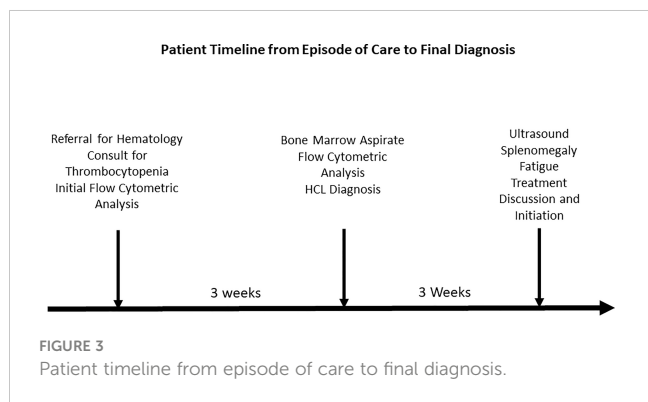 Patient Timeline from Episode of Care to Final Diagnosis
Referral for Hematology
Consult for
Thrombocytopenia
Initial Flow Cytometric
Analysis
Bone Marrow Aspirate
Flow Cytometric
Analysis
HCL Diagnosis
Ultrasound
Splenomegaly
Fatigue
Treatment
Discussion and
Initiation
3 weeks
3 Weeks
FIGURE 3
Patient timeline from episode of care to final diagnosis.